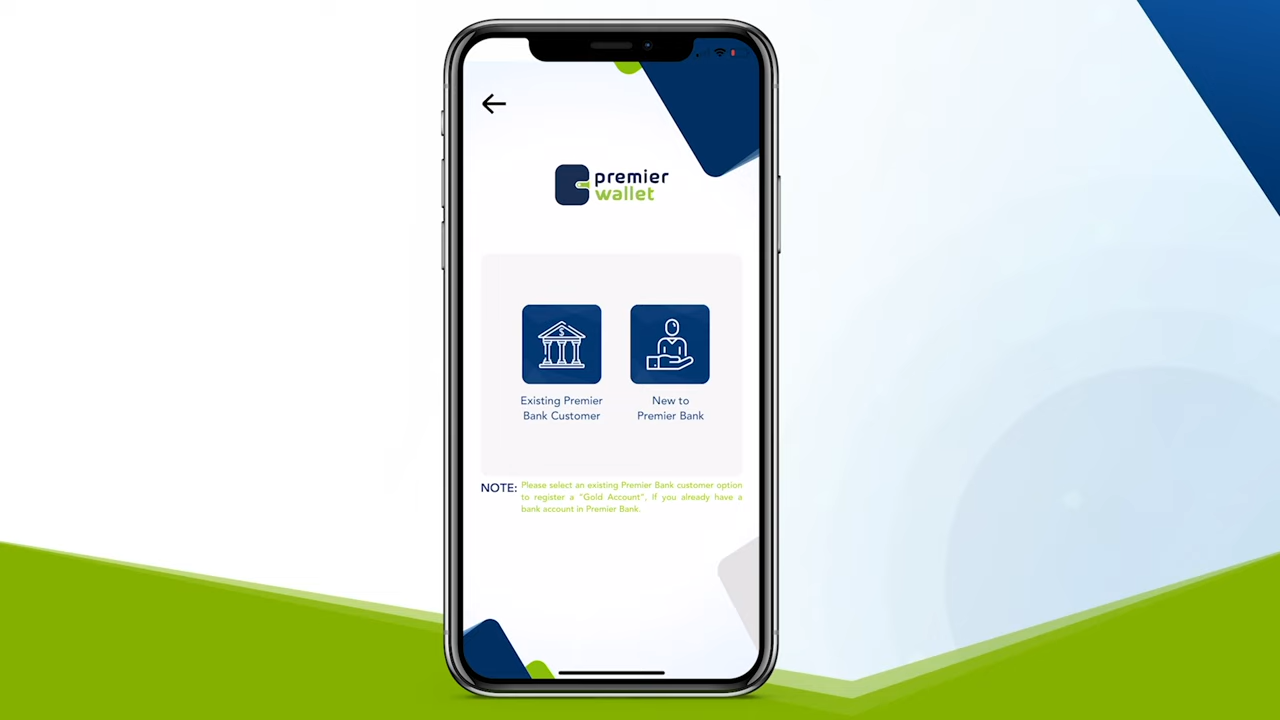 premier
wallet
Existing Premier
Bank Customer
New to
Premier Bank
NOTE: Please select an existing Premier Bank customer option
to register a "Gold Account", If you already have a
bank account in Premier Bank.